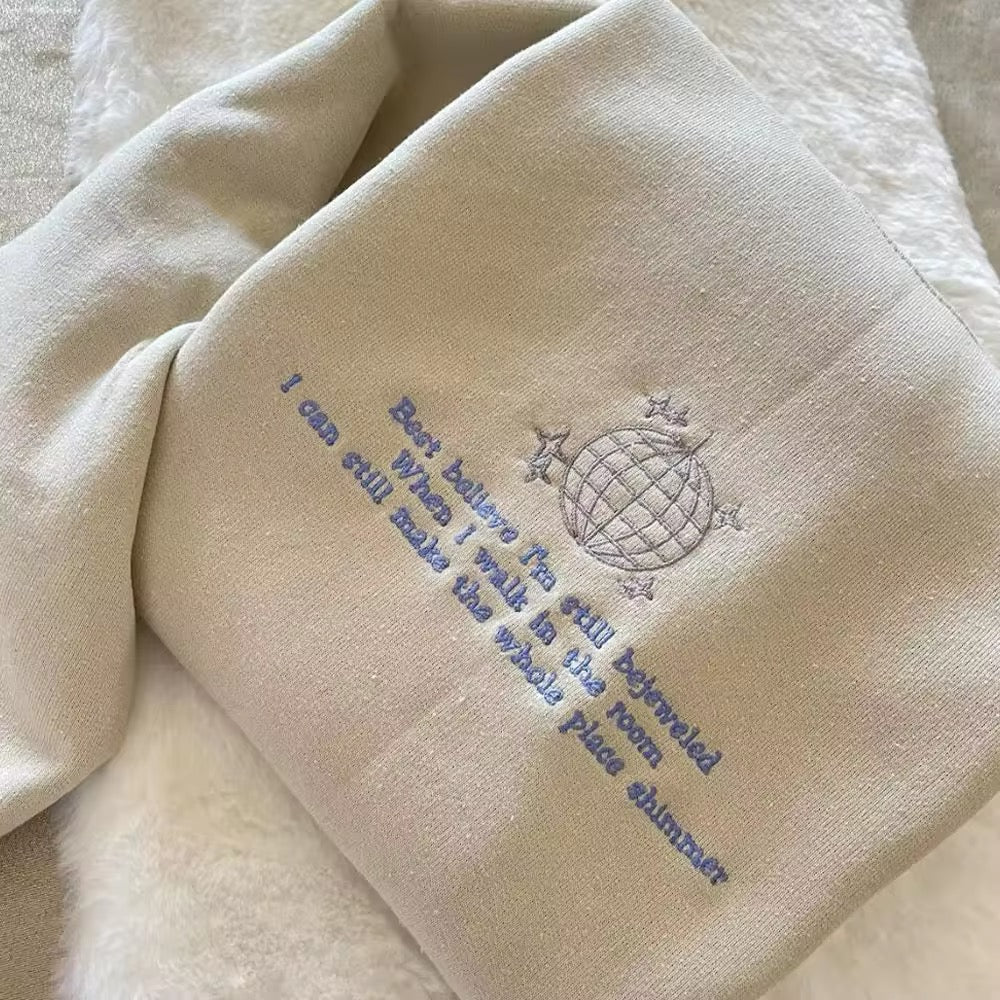 Best believe I'm still bejeweled
When I walk in the room
I can still make the whole place shimmer